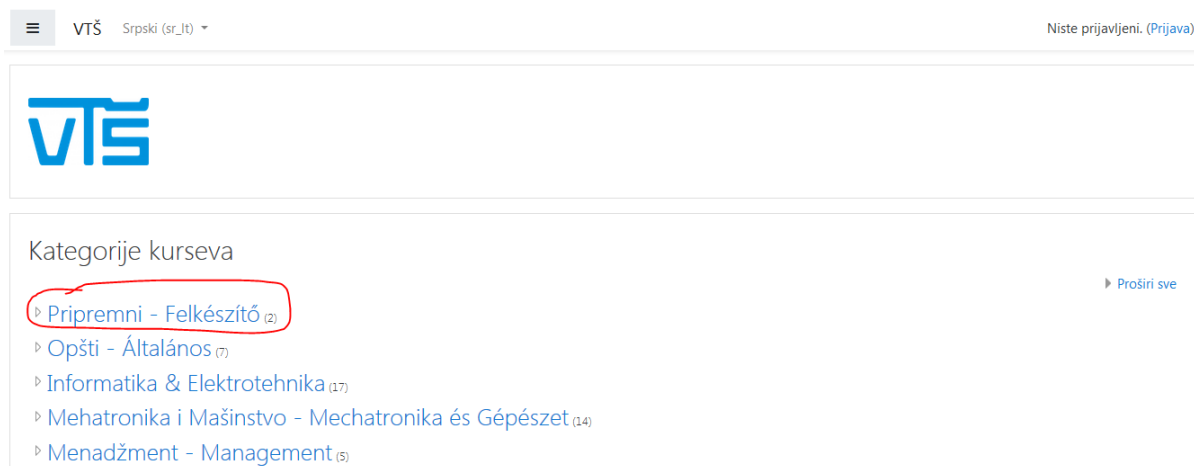 VTŠ Srpski (sr_lt) Niste prijavljeni. (Prijava)
VTŠ
Kategorije kurseva
Proširi sve
Pripremni - Felkészítő (2)
Opšti - Általános (7)
Informatika & Elektrotehnika (17)
Mehatronika i Mašinstvo - Mechatronika és Gépészet (14)
Menadžment - Management (5)